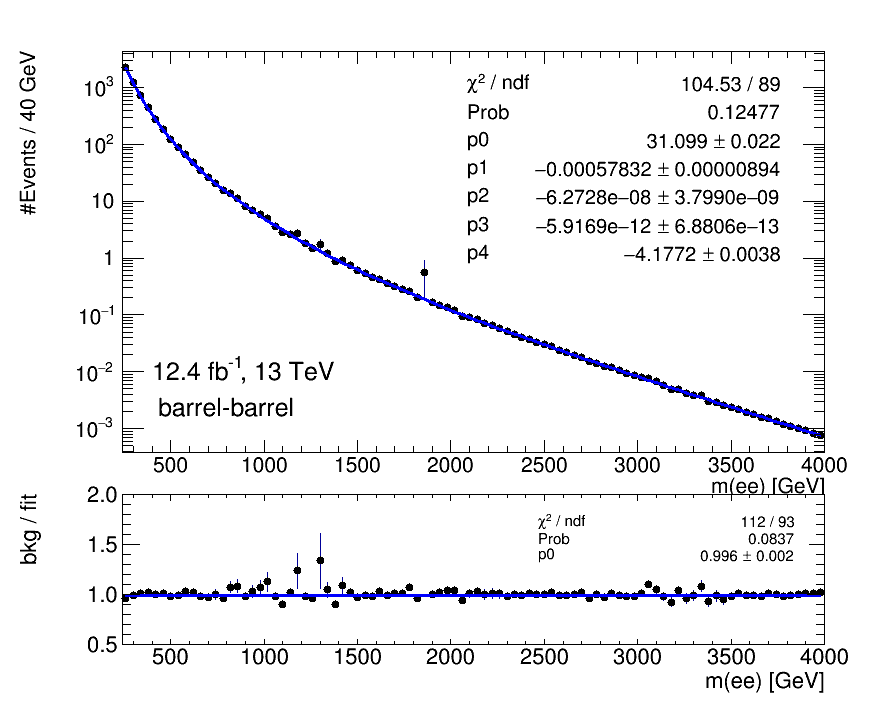 #Events / 40 GeV
χ² / ndf 104.53 / 89
Prob 0.12477
p0 31.099 ± 0.022
p1 −0.00057832 ± 0.00000894
p2 −6.2728e−08 ± 3.7990e−09
p3 −5.9169e−12 ± 6.8806e−13
p4 −4.1772 ± 0.0038
10³
10²
10
1
10⁻¹
10⁻²
10⁻³
12.4 fb⁻¹, 13 TeV
barrel-barrel
500 1000 1500 2000 2500 3000 3500 4000
m(ee) [GeV]
bkg / fit
2.0
1.5
1.0
0.5
χ² / ndf 112 / 93
Prob 0.0837
p0 0.996 ± 0.002
500 1000 1500 2000 2500 3000 3500 4000
m(ee) [GeV]